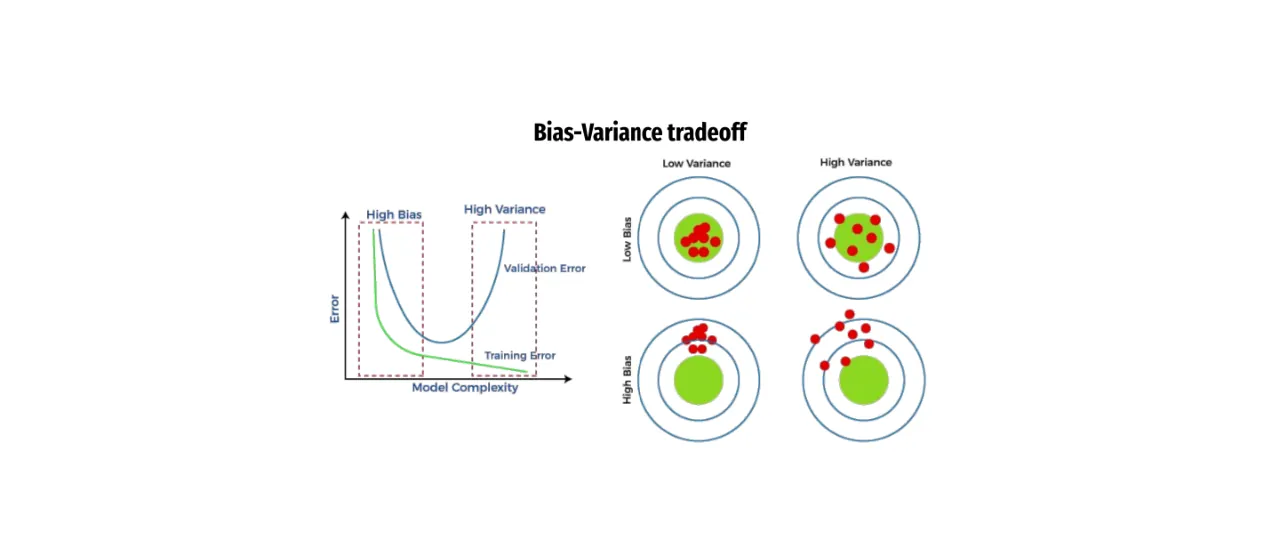 Bias-Variance tradeoff
High Bias
High Variance
Validation Error
Training Error
Error
Model Complexity
Low Variance
High Variance
Low Bias
High Bias